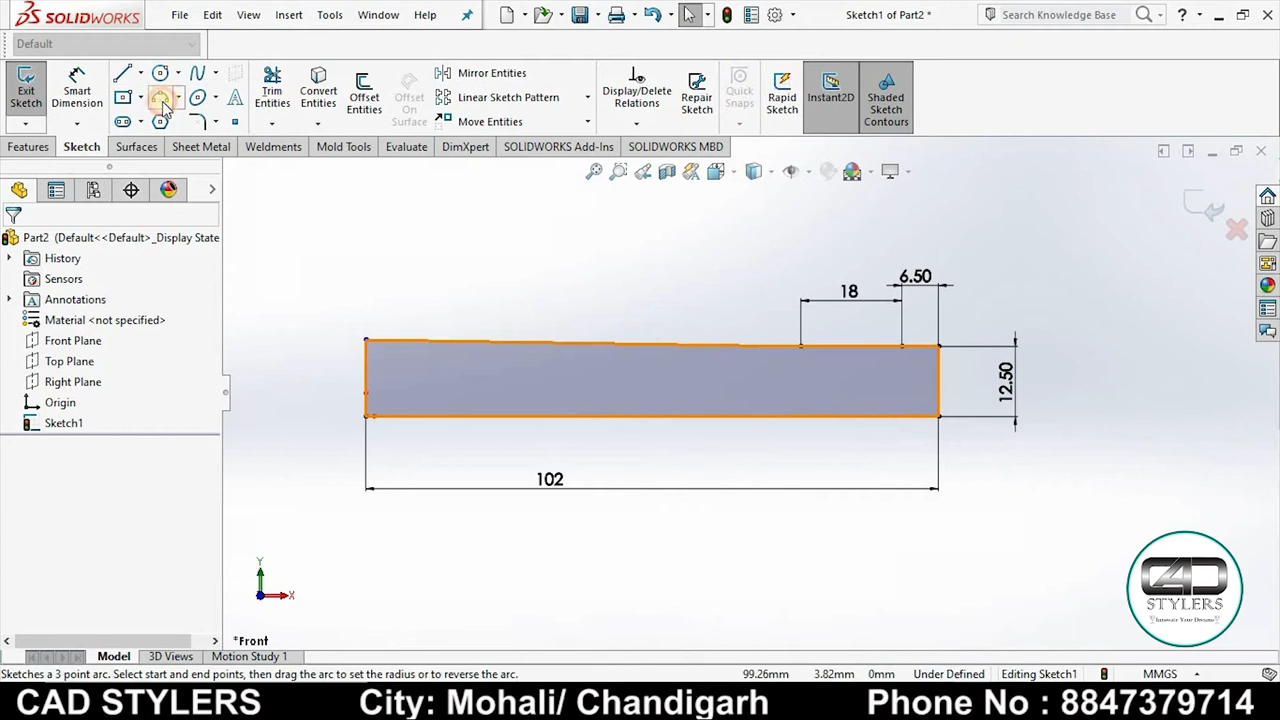 SOLIDWORKS
File Edit View Insert Tools Window Help
Sketch1 of Part2 *
Search Knowledge Base
?
Default
Exit Sketch
Smart Dimension
Trim Entities
Convert Entities
Offset Entities
Offset On Surface
Mirror Entities
Linear Sketch Pattern
Move Entities
Display/Delete Relations
Repair Sketch
Quick Snaps
Rapid Sketch
Instant2D
Shaded Sketch Contours
Features Sketch Surfaces Sheet Metal Weldments Mold Tools Evaluate DimXpert SOLIDWORKS Add-Ins SOLIDWORKS MBD
Part2 (Default<<Default>_Display State
History
Sensors
Annotations
Material <not specified>
Front Plane
Top Plane
Right Plane
Origin
Sketch1
6.50
18
12.50
102
Y
X
*Front
CAD
STYLERS
Innovate Your Dreams
Model 3D Views Motion Study 1
Sketches a 3 point arc. Select start and end points, then drag the arc to set the radius or to reverse the arc.
99.26mm 3.82mm 0mm Under Defined Editing Sketch1 MMGS
CAD STYLERS City: Mohali/ Chandigarh Phone No : 8847379714